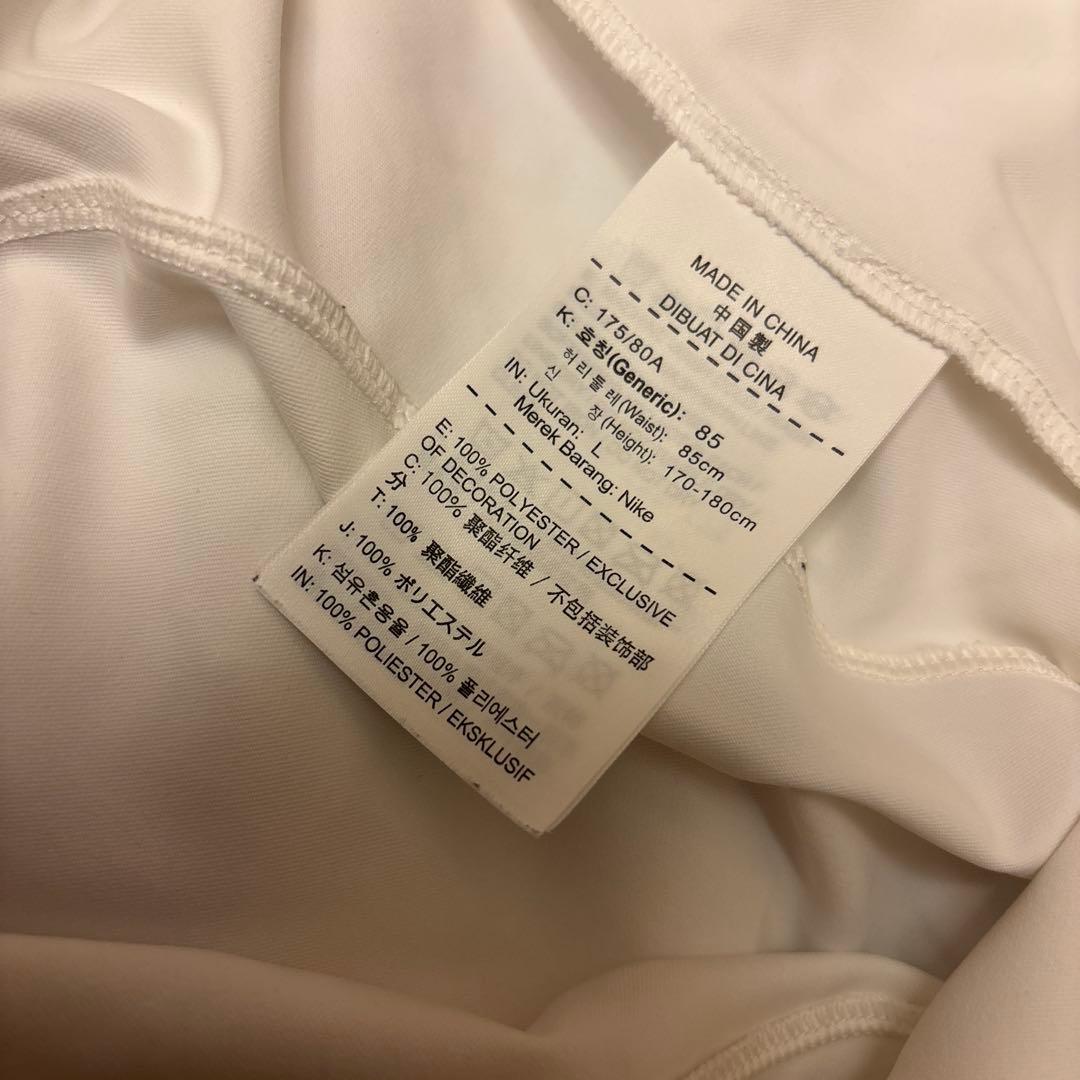 MADE IN CHINA
中国製
DIBUAT DI CINA
C: 175/80A
K: 호칭(Generic): 85
허리둘레(Waist): 85cm
신 장(Height): 170-180cm
IN: Ukuran: L
Merek Barang: Nike
E: 100% POLYESTER / EXCLUSIVE
OF DECORATION
C: 100% 聚酯纤维 / 不包括装饰部
分
T: 100% 聚酯纖維
J: 100% ポリエステル
K: 섬유혼용율 / 100% 폴리에스터
IN: 100% POLIESTER / EKSKLUSIF